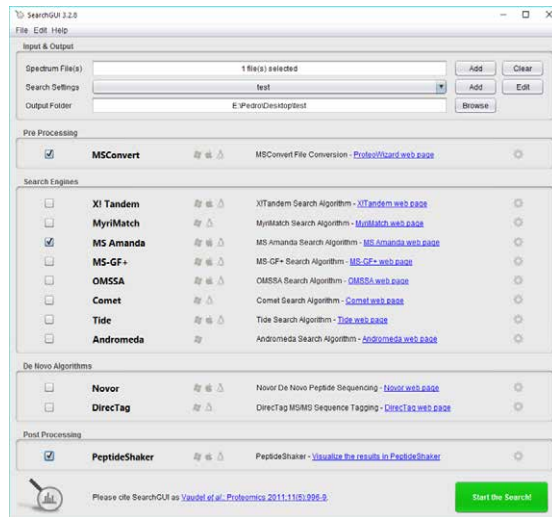 SearchGUI 3.2.8
File Edit Help
Input & Output
Spectrum File(s) 1 file(s) selected Add Clear
Search Settings test Add Edit
Output Folder E:\Pedro\Desktop\test Browse
Pre Processing
MSConvert MSConvert File Conversion - ProteoWizard web page
Search Engines
X! Tandem X!Tandem Search Algorithm - X!Tandem web page
MyriMatch MyriMatch Search Algorithm - MyriMatch web page
MS Amanda MS Amanda Search Algorithm - MS Amanda web page
MS-GF+ MS-GF+ Search Algorithm - MS-GF+ web page
OMSSA OMSSA Search Algorithm - OMSSA web page
Comet Comet Search Algorithm - Comet web page
Tide Tide Search Algorithm - Tide web page
Andromeda Andromeda Search Algorithm - Andromeda web page
De Novo Algorithms
Novor Novor De Novo Peptide Sequencing - Novor web page
DirecTag DirecTag MS/MS Sequence Tagging - DirecTag web page
Post Processing
PeptideShaker PeptideShaker - Visualize the results in PeptideShaker
Please cite SearchGUI as Vaudel et al.: Proteomics 2011;11(5):996-9. Start the Search!